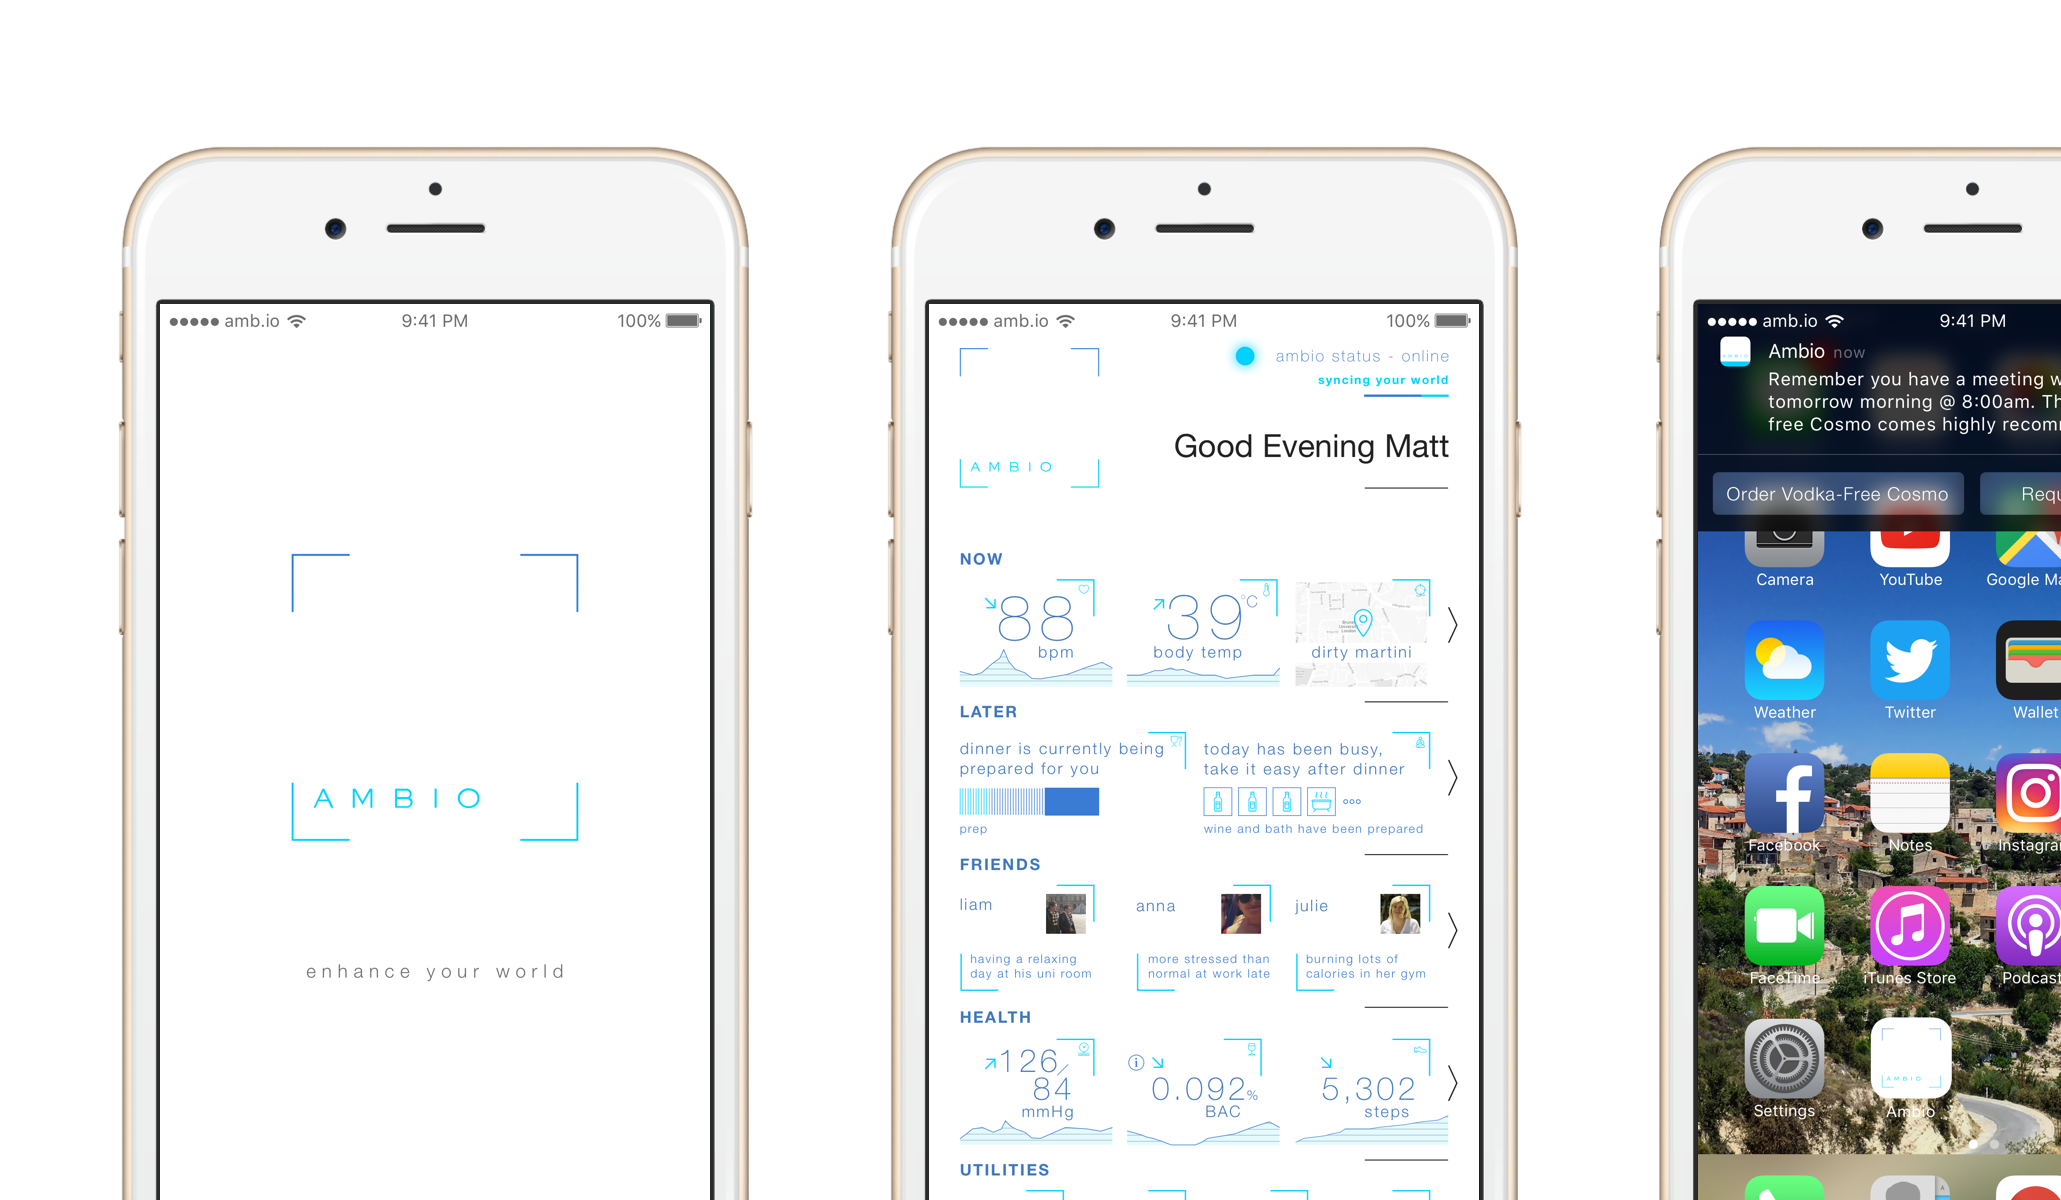 amb.io
9:41 PM
100%
AMBIO
enhance your world
amb.io
9:41 PM
100%
ambio status - online
syncing your world
Good Evening Matt
AMBIO
NOW
88
bpm
39 °C
body temp
dirty martini
LATER
dinner is currently being
prepared for you
prep
today has been busy,
take it easy after dinner
wine and bath have been prepared
FRIENDS
liam
anna
julie
having a relaxing
day at his uni room
more stressed than
normal at work late
burning lots of
calories in her gym
HEALTH
126/
84
mmHg
i
0.092%
BAC
5,302
steps
UTILITIES
amb.io
9:41 PM
AMBIO
Ambio now
Remember you have a meeting w
tomorrow morning @ 8:00am. Th
free Cosmo comes highly recom
Order Vodka-Free Cosmo
Requ
Camera
YouTube
Google Ma
Weather
Twitter
Wallet
Facebook
Notes
Instagra
FaceTime
iTunes Store
Podcast
Settings
AMBIO
Ambio